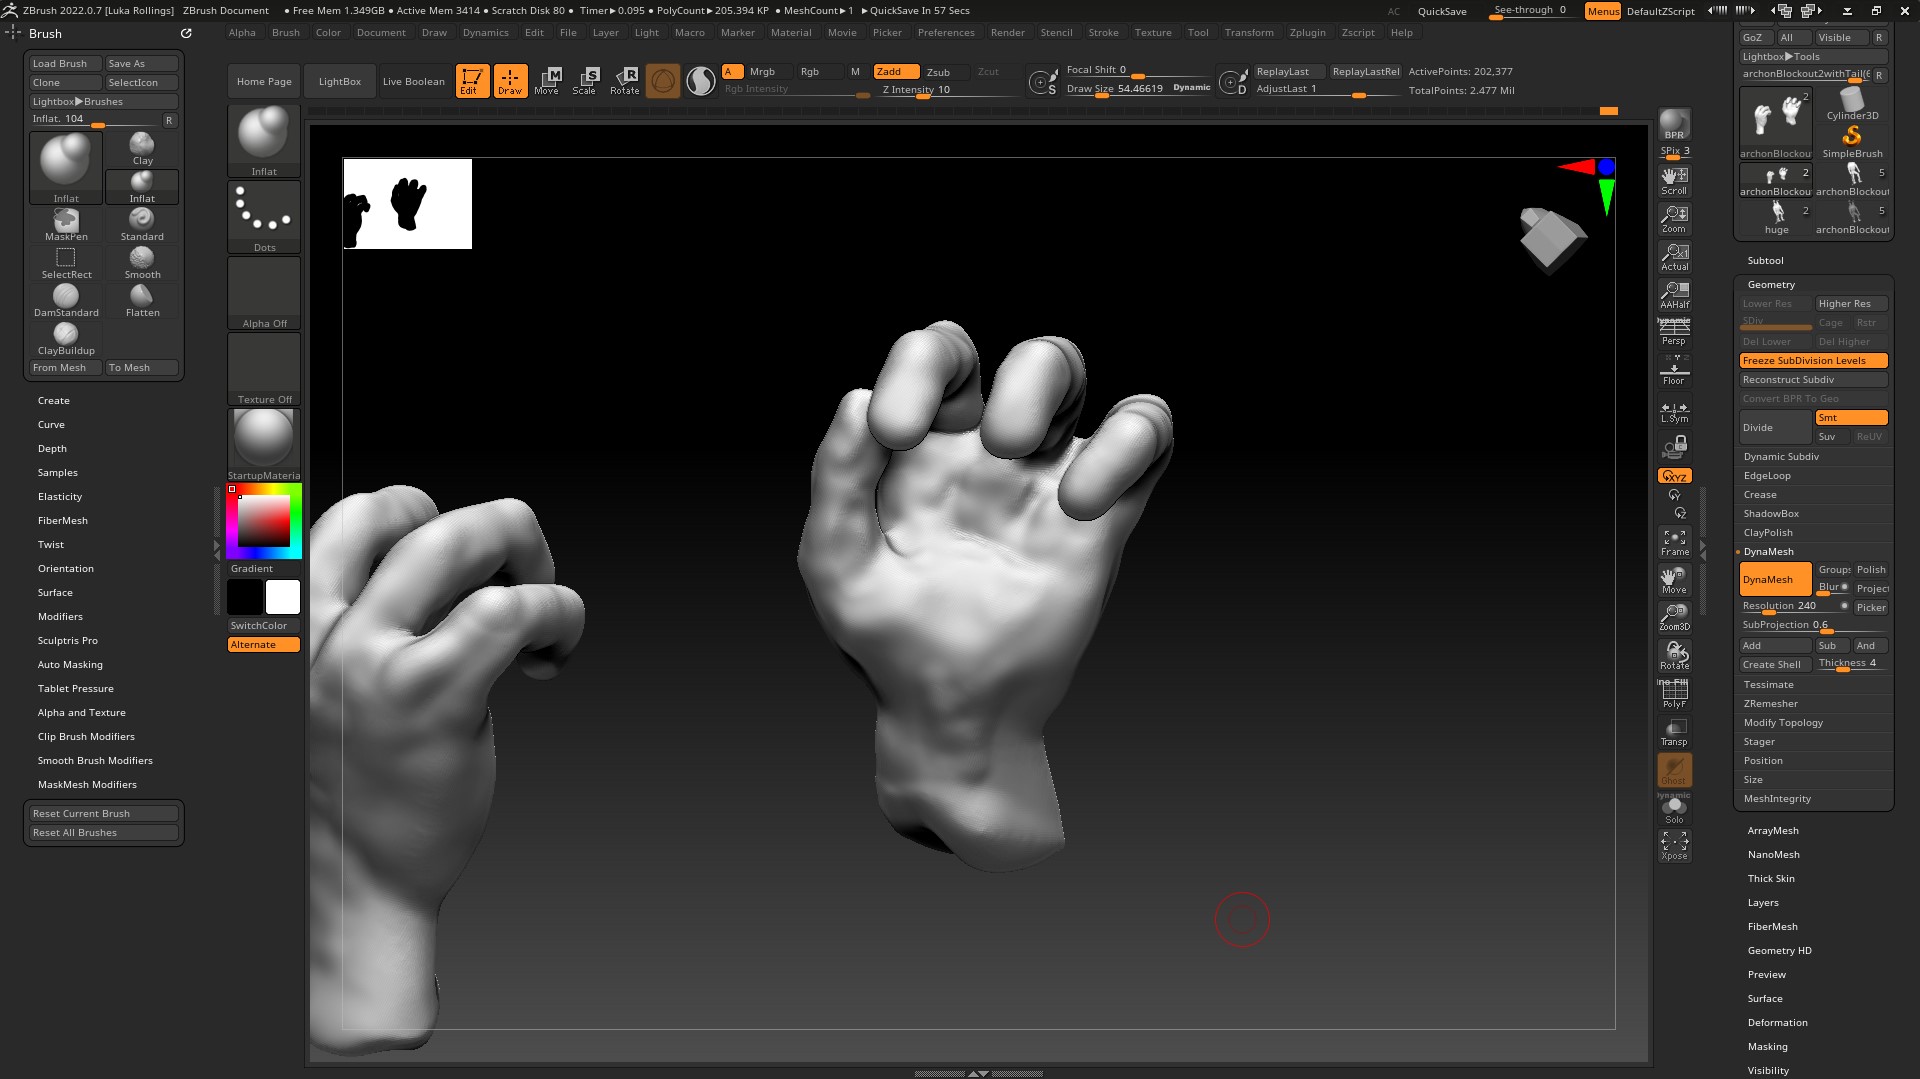 ZBrush 2022.0.7 [Luka Rollings] ZBrush Document ● Free Mem 1.349GB ● Active Mem 3414 ● Scratch Disk 80 ● Timer▶0.095 ● PolyCount▶205.394 KP ● MeshCount▶1 ▶QuickSave In 57 Secs AC QuickSave See-through 0 Menus DefaultZScript
Brush
Alpha Brush Color Document Draw Dynamics Edit File Layer Light Macro Marker Material Movie Picker Preferences Render Stencil Stroke Texture Tool Transform Zplugin Zscript Help
Load Brush Save As
Clone SelectIcon
Lightbox▶Brushes
Inflat. 104 R
Clay
Inflat Inflat
MaskPen Standard
SelectRect Smooth
DamStandard Flatten
ClayBuildup
From Mesh To Mesh
Create
Curve
Depth
Samples
Elasticity
FiberMesh
Twist
Orientation
Surface
Modifiers
Sculptris Pro
Auto Masking
Tablet Pressure
Alpha and Texture
Clip Brush Modifiers
Smooth Brush Modifiers
MaskMesh Modifiers
Reset Current Brush
Reset All Brushes
Home Page LightBox Live Boolean Edit Draw Move Scale Rotate
A Mrgb Rgb M Zadd Zsub Zcut
Rgb Intensity Z Intensity 10
Focal Shift 0
Draw Size 54.46619 Dynamic
ReplayLast ReplayLastRel ActivePoints: 202,377
AdjustLast 1 TotalPoints: 2.477 Mil
Inflat
Dots
Alpha Off
Texture Off
StartupMateria
Gradient
SwitchColor
Alternate
BPR
SPix 3
Scroll
Zoom
Actual
AAHalf
Persp
Floor
L.Sym
XYZ
Y
Z
Frame
Move
Zoom3D
Rotate
PolyF
Transp
Ghost
Dynamic
Solo
Xpose
GoZ All Visible R
Lightbox▶Tools
archonBlockout2withTail(6 R
2
Cylinder3D
archonBlockou SimpleBrush
2 5
archonBlockou archonBlockout
2 5
huge archonBlockout
Subtool
Geometry
Lower Res Higher Res
SDiv Cage Rstr
Del Lower Del Higher
Freeze SubDivision Levels
Reconstruct Subdiv
Convert BPR To Geo
Divide Smt
Suv ReUV
Dynamic Subdiv
EdgeLoop
Crease
ShadowBox
ClayPolish
DynaMesh
DynaMesh Groups Polish
Blur Project
Resolution 240 Picker
SubProjection 0.6
Add Sub And
Create Shell Thickness 4
Tessimate
ZRemesher
Modify Topology
Stager
Position
Size
MeshIntegrity
ArrayMesh
NanoMesh
Thick Skin
Layers
FiberMesh
Geometry HD
Preview
Surface
Deformation
Masking
Visibility